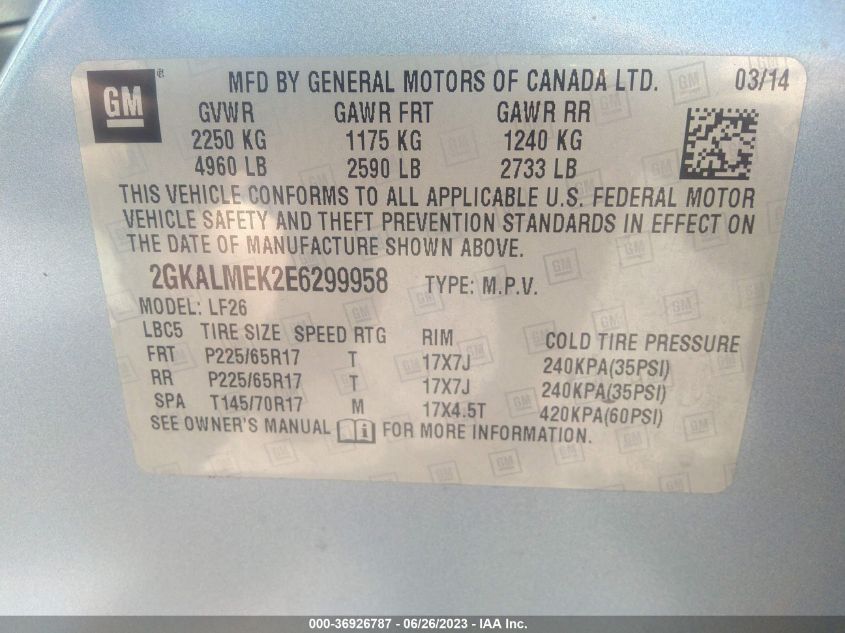 GM ® MFD BY GENERAL MOTORS OF CANADA LTD. 03/14
GVWR GAWR FRT GAWR RR
2250 KG 1175 KG 1240 KG
4960 LB 2590 LB 2733 LB
THIS VEHICLE CONFORMS TO ALL APPLICABLE U.S. FEDERAL MOTOR
VEHICLE SAFETY AND THEFT PREVENTION STANDARDS IN EFFECT ON
THE DATE OF MANUFACTURE SHOWN ABOVE.
2GKALMEK2E6299958 TYPE: M.P.V.
MODEL: LF26
LBC5 TIRE SIZE SPEED RTG RIM COLD TIRE PRESSURE
FRT P225/65R17 T 17X7J 240KPA(35PSI)
RR P225/65R17 T 17X7J 240KPA(35PSI)
SPA T145/70R17 M 17X4.5T 420KPA(60PSI)
SEE OWNER'S MANUAL i FOR MORE INFORMATION.
000-36926787 - 06/26/2023 - IAA Inc.